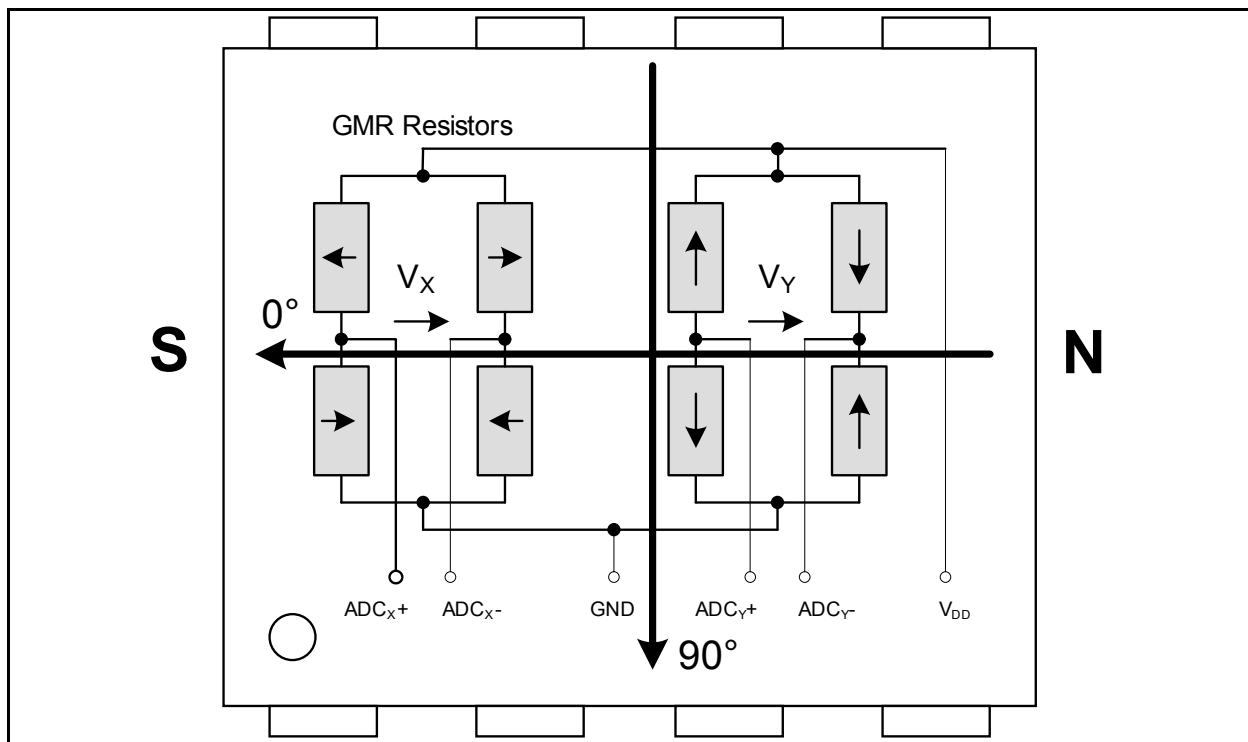 GMR Resistors
V_X
V_Y
0°
S
N
ADC_X+ ADC_X- GND ADC_Y+ ADC_Y- V_DD
90°